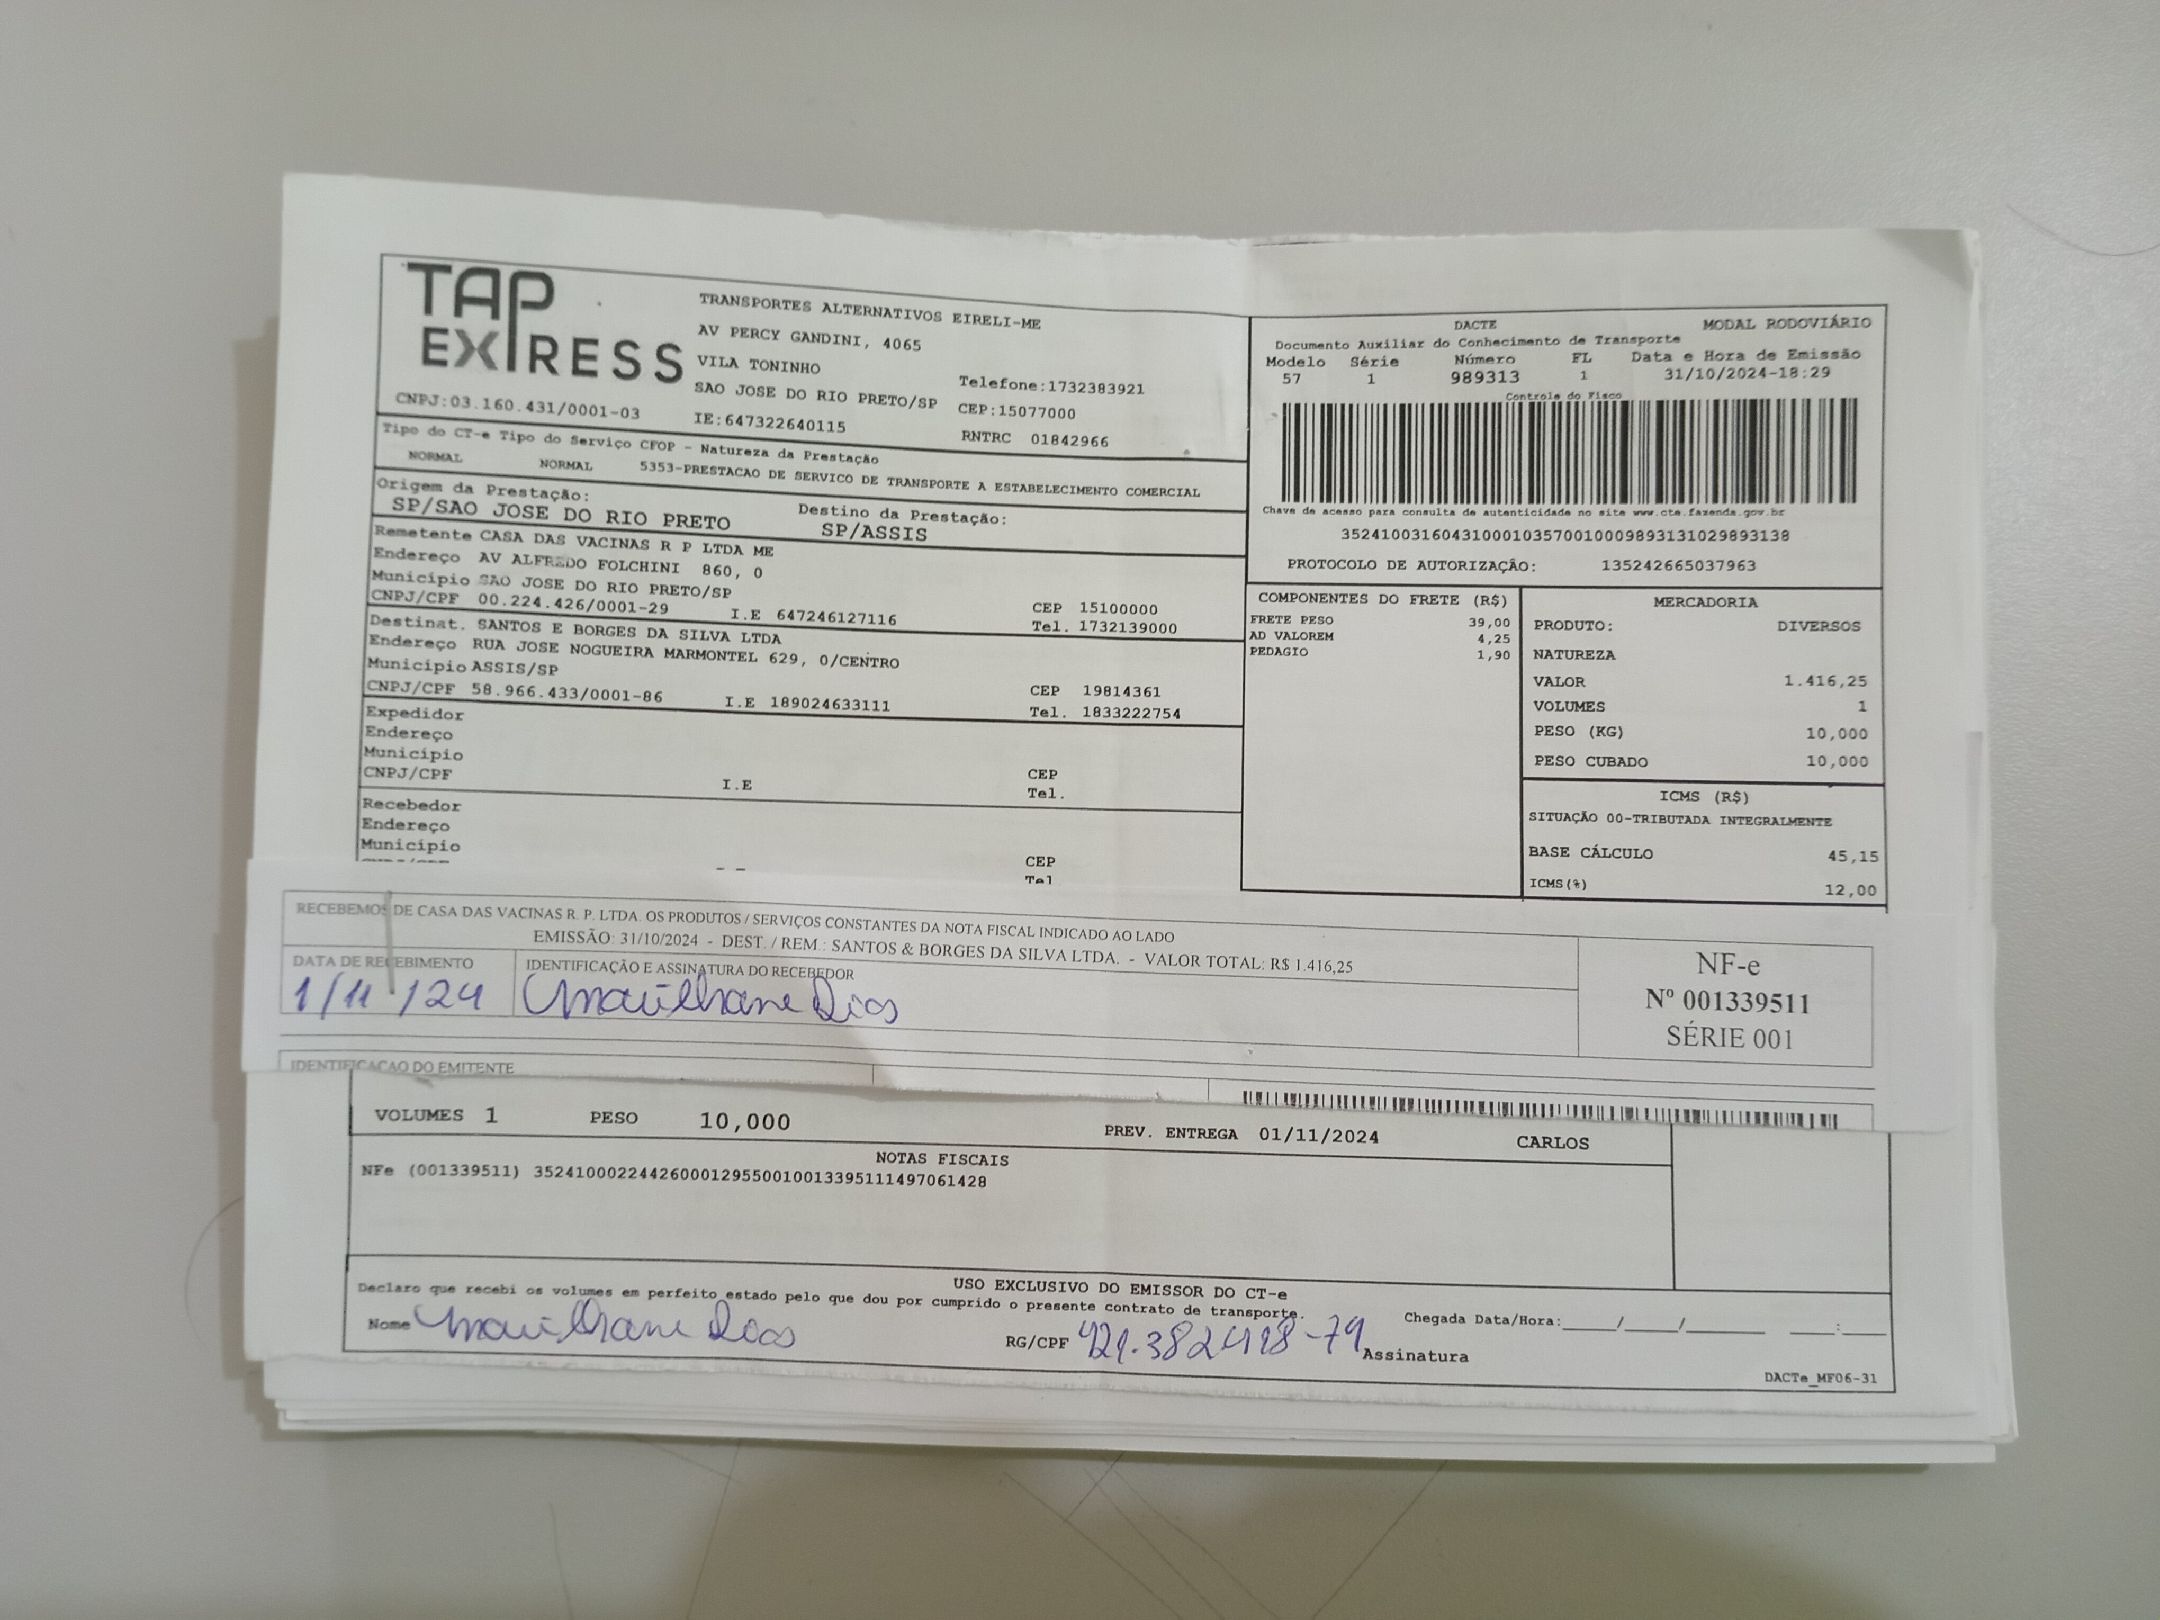 TAP
EXPRESS
TRANSPORTES ALTERNATIVOS EIRELI-ME
AV PERCY GANDINI, 4065
VILA TONINHO
SAO JOSE DO RIO PRETO/SP
Telefone:1732383921
CEP:15077000
CNPJ:03.160.431/0001-03
IE:647322640115
RNTRC 01842966
Tipo do CT-e Tipo do Serviço CFOP - Natureza da Prestação
NORMAL NORMAL 5353-PRESTACAO DE SERVICO DE TRANSPORTE A ESTABELECIMENTO COMERCIAL
Origem da Prestação: Destino da Prestação:
SP/SAO JOSE DO RIO PRETO SP/ASSIS
Remetente CASA DAS VACINAS R P LTDA ME
Endereço AV ALFREDO FOLCHINI 860, 0
Município SAO JOSE DO RIO PRETO/SP CEP 15100000
CNPJ/CPF 00.224.426/0001-29 I.E 647246127116 Tel. 1732139000
Destinat. SANTOS E BORGES DA SILVA LTDA
Endereço RUA JOSE NOGUEIRA MARMONTEL 629, 0/CENTRO
Município ASSIS/SP CEP 19814361
CNPJ/CPF 58.966.433/0001-86 I.E 189024633111 Tel. 1833222754
Expedidor
Endereço
Município CEP
CNPJ/CPF I.E Tel.
Recebedor
Endereço
Município CEP
Tel
DACTE MODAL RODOVIÁRIO
Documento Auxiliar do Conhecimento de Transporte
Modelo Série Número FL Data e Hora de Emissão
57 1 989313 1 31/10/2024-18:29
Controle do Fisco
Chave de acesso para consulta de autenticidade no site www.cte.fazenda.gov.br
35241003160431000103570010009893131029893138
PROTOCOLO DE AUTORIZAÇÃO: 135242665037963
COMPONENTES DO FRETE (R$)
FRETE PESO 39,00
AD VALOREM 4,25
PEDAGIO 1,90
MERCADORIA
PRODUTO: DIVERSOS
NATUREZA
VALOR 1.416,25
VOLUMES 1
PESO (KG) 10,000
PESO CUBADO 10,000
ICMS (R$)
SITUAÇÃO 00-TRIBUTADA INTEGRALMENTE
BASE CÁLCULO 45,15
ICMS(%) 12,00
RECEBEMOS DE CASA DAS VACINAS R. P. LTDA. OS PRODUTOS / SERVIÇOS CONSTANTES DA NOTA FISCAL INDICADO AO LADO
EMISSÃO: 31/10/2024 - DEST. / REM.: SANTOS & BORGES DA SILVA LTDA. - VALOR TOTAL: R$ 1.416,25
DATA DE RECEBIMENTO IDENTIFICAÇÃO E ASSINATURA DO RECEBEDOR
1/11/24 Dias
NF-e
Nº 001339511
SÉRIE 001
IDENTIFICAÇÃO DO EMITENTE
VOLUMES 1 PESO 10,000 PREV. ENTREGA 01/11/2024 CARLOS
NOTAS FISCAIS
NFe (001339511) 35241000224426000129550010013395111497061428
USO EXCLUSIVO DO EMISSOR DO CT-e
Declaro que recebi os volumes em perfeito estado pelo que dou por cumprido o presente contrato de transporte.
Nome Dias RG/CPF Assinatura
Chegada Data/Hora:____/____/______ ___:___
DACTe_MF06-31